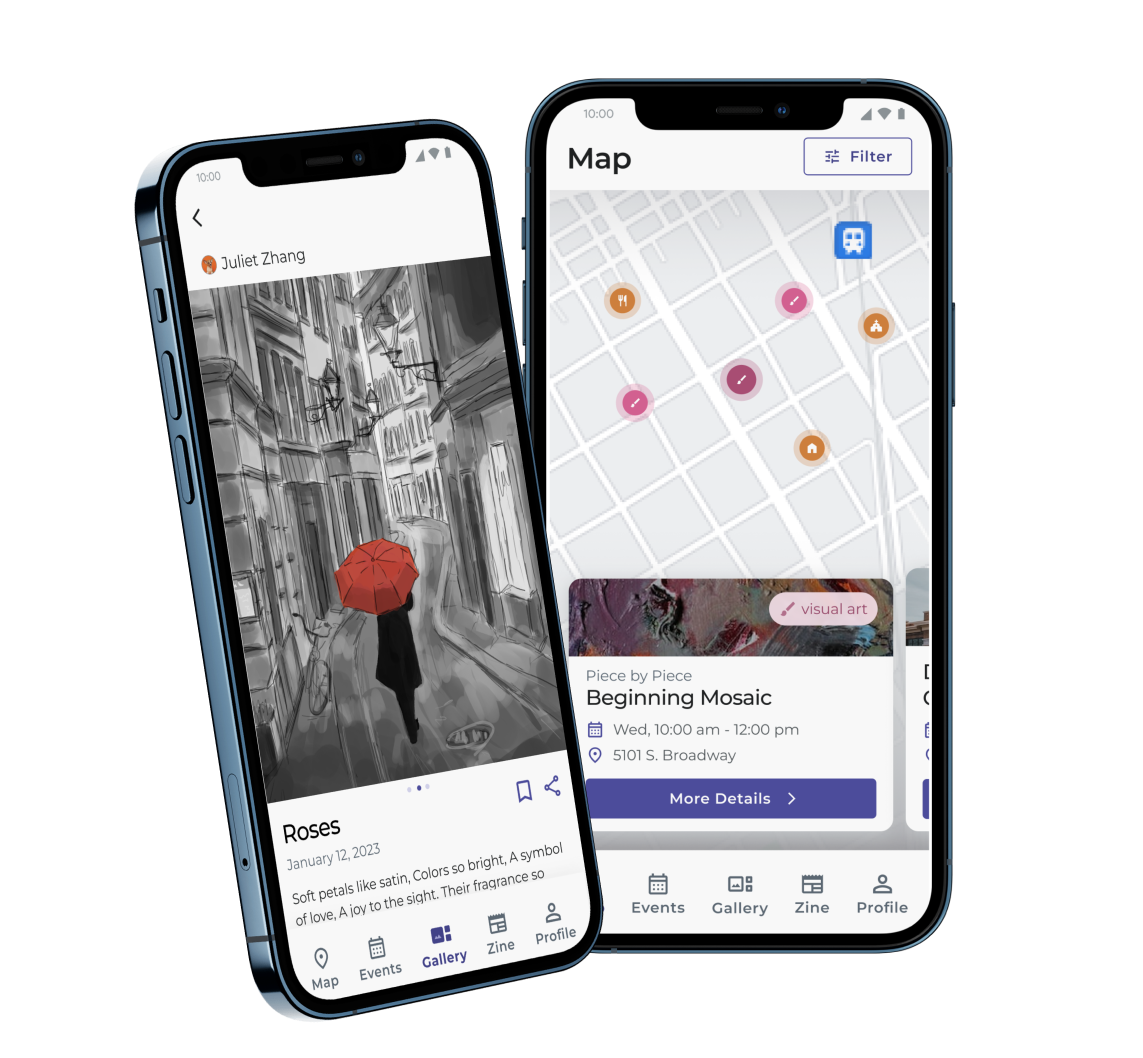 10:00
Juliet Zhang
Roses
January 12, 2023
Soft petals like satin, Colors so bright, A symbol
of love, A joy to the sight. Their fragrance so
Map
Events
Gallery
Zine
Profile
10:00
Map
Filter
visual art
Piece by Piece
Beginning Mosaic
Wed, 10:00 am - 12:00 pm
5101 S. Broadway
More Details
Events
Gallery
Zine
Profile